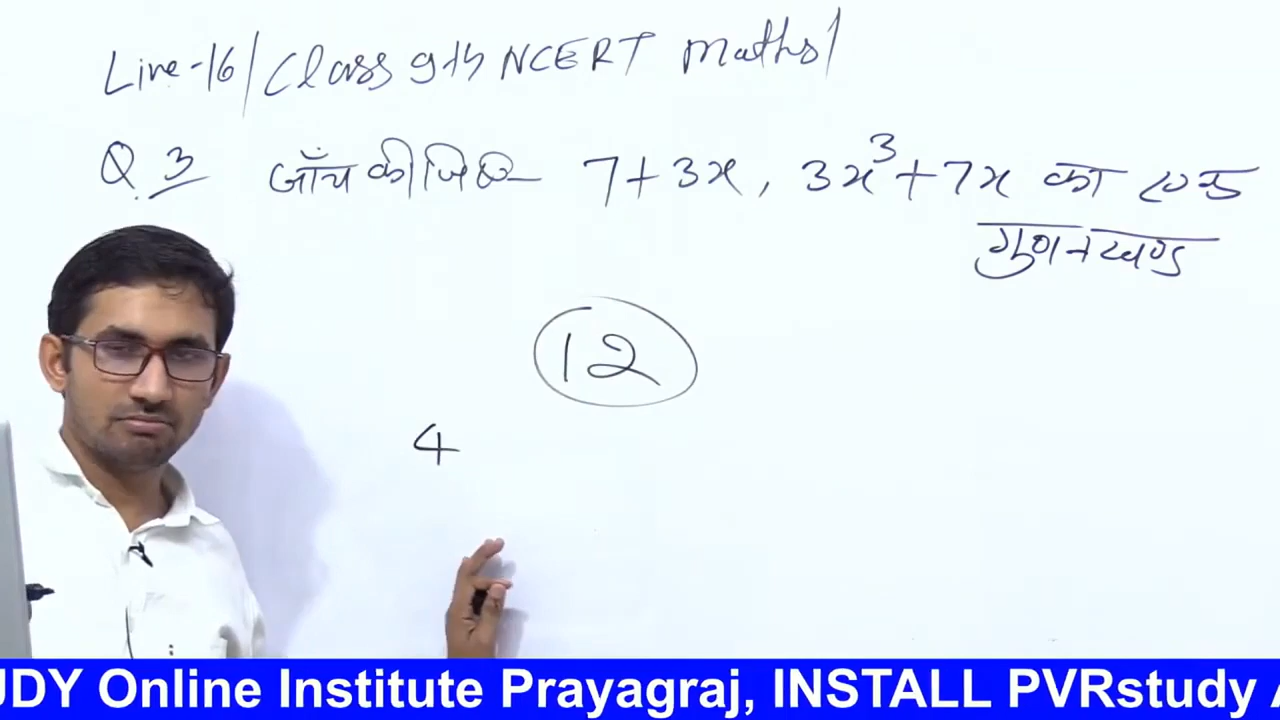 Live-16/Class 9th NCERT Maths/
Q.3 जाँच कीजिए 7+3x, 3x³+7x का एक
गुणनखण्ड
12
4
UDY Online Institute Prayagraj, INSTALL PVRstudy A